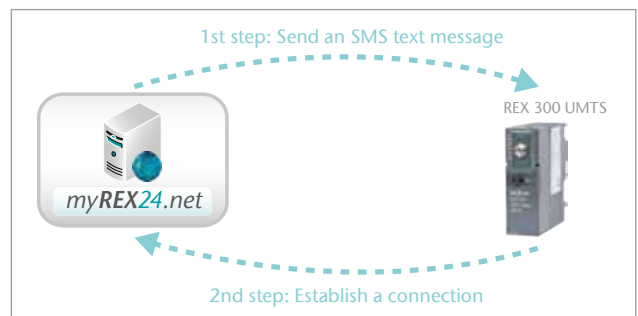 1st step: Send an SMS text message
REX 300 UMTS
myREX24.net
2nd step: Establish a connection